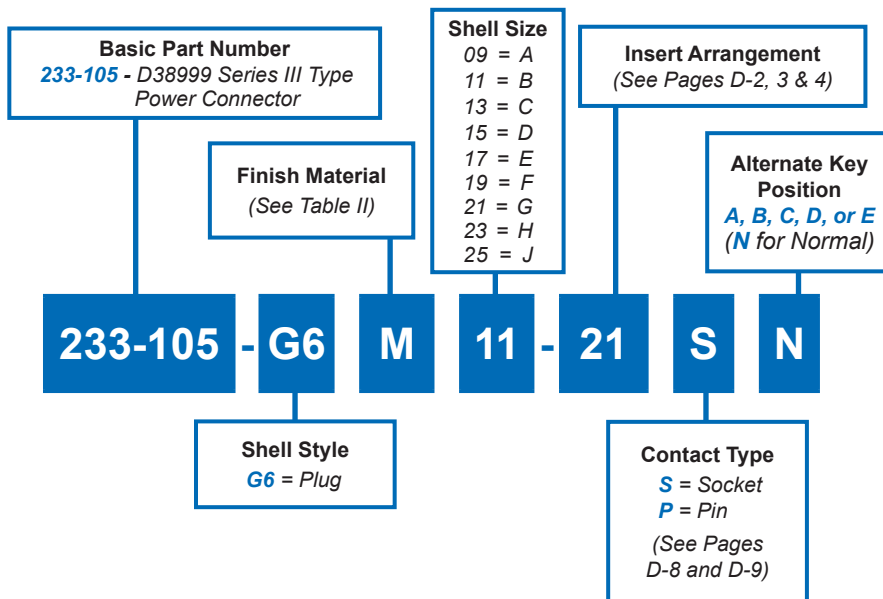 Basic Part Number
233-105 - D38999 Series III Type
Power Connector
Finish Material
(See Table II)
Shell Size
09 = A
11 = B
13 = C
15 = D
17 = E
19 = F
21 = G
23 = H
25 = J
Insert Arrangement
(See Pages D-2, 3 & 4)
Alternate Key
Position
A, B, C, D, or E
(N for Normal)
233-105 - G6 M 11 - 21 S N
Shell Style
G6 = Plug
Contact Type
S = Socket
P = Pin
(See Pages
D-8 and D-9)